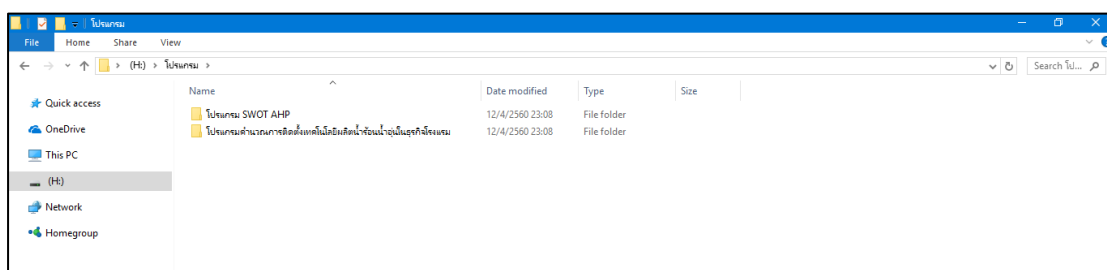 โปรแกรม
File Home Share View
(H:) > โปรแกรม > Search โป...
Name Date modified Type Size
Quick access
โปรแกรม SWOT AHP 12/4/2560 23:08 File folder
OneDrive
โปรแกรมคำนวณการติดตั้งเทคโนโลยีผลิตน้ำร้อนน้ำอุ่นในธุรกิจโรงแรม 12/4/2560 23:08 File folder
This PC
(H:)
Network
Homegroup